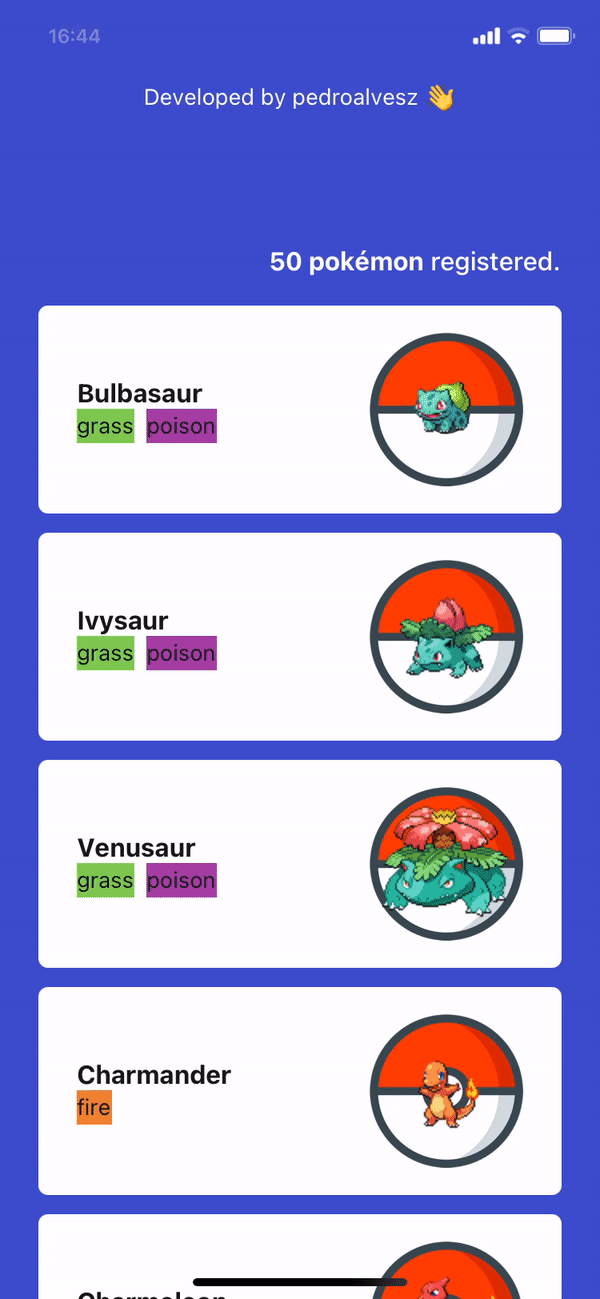 16:44
Developed by pedroalvesz 👋
50 pokémon registered.
Bulbasaur
grass poison
Ivysaur
grass poison
Venusaur
grass poison
Charmander
fire
Charmeleon